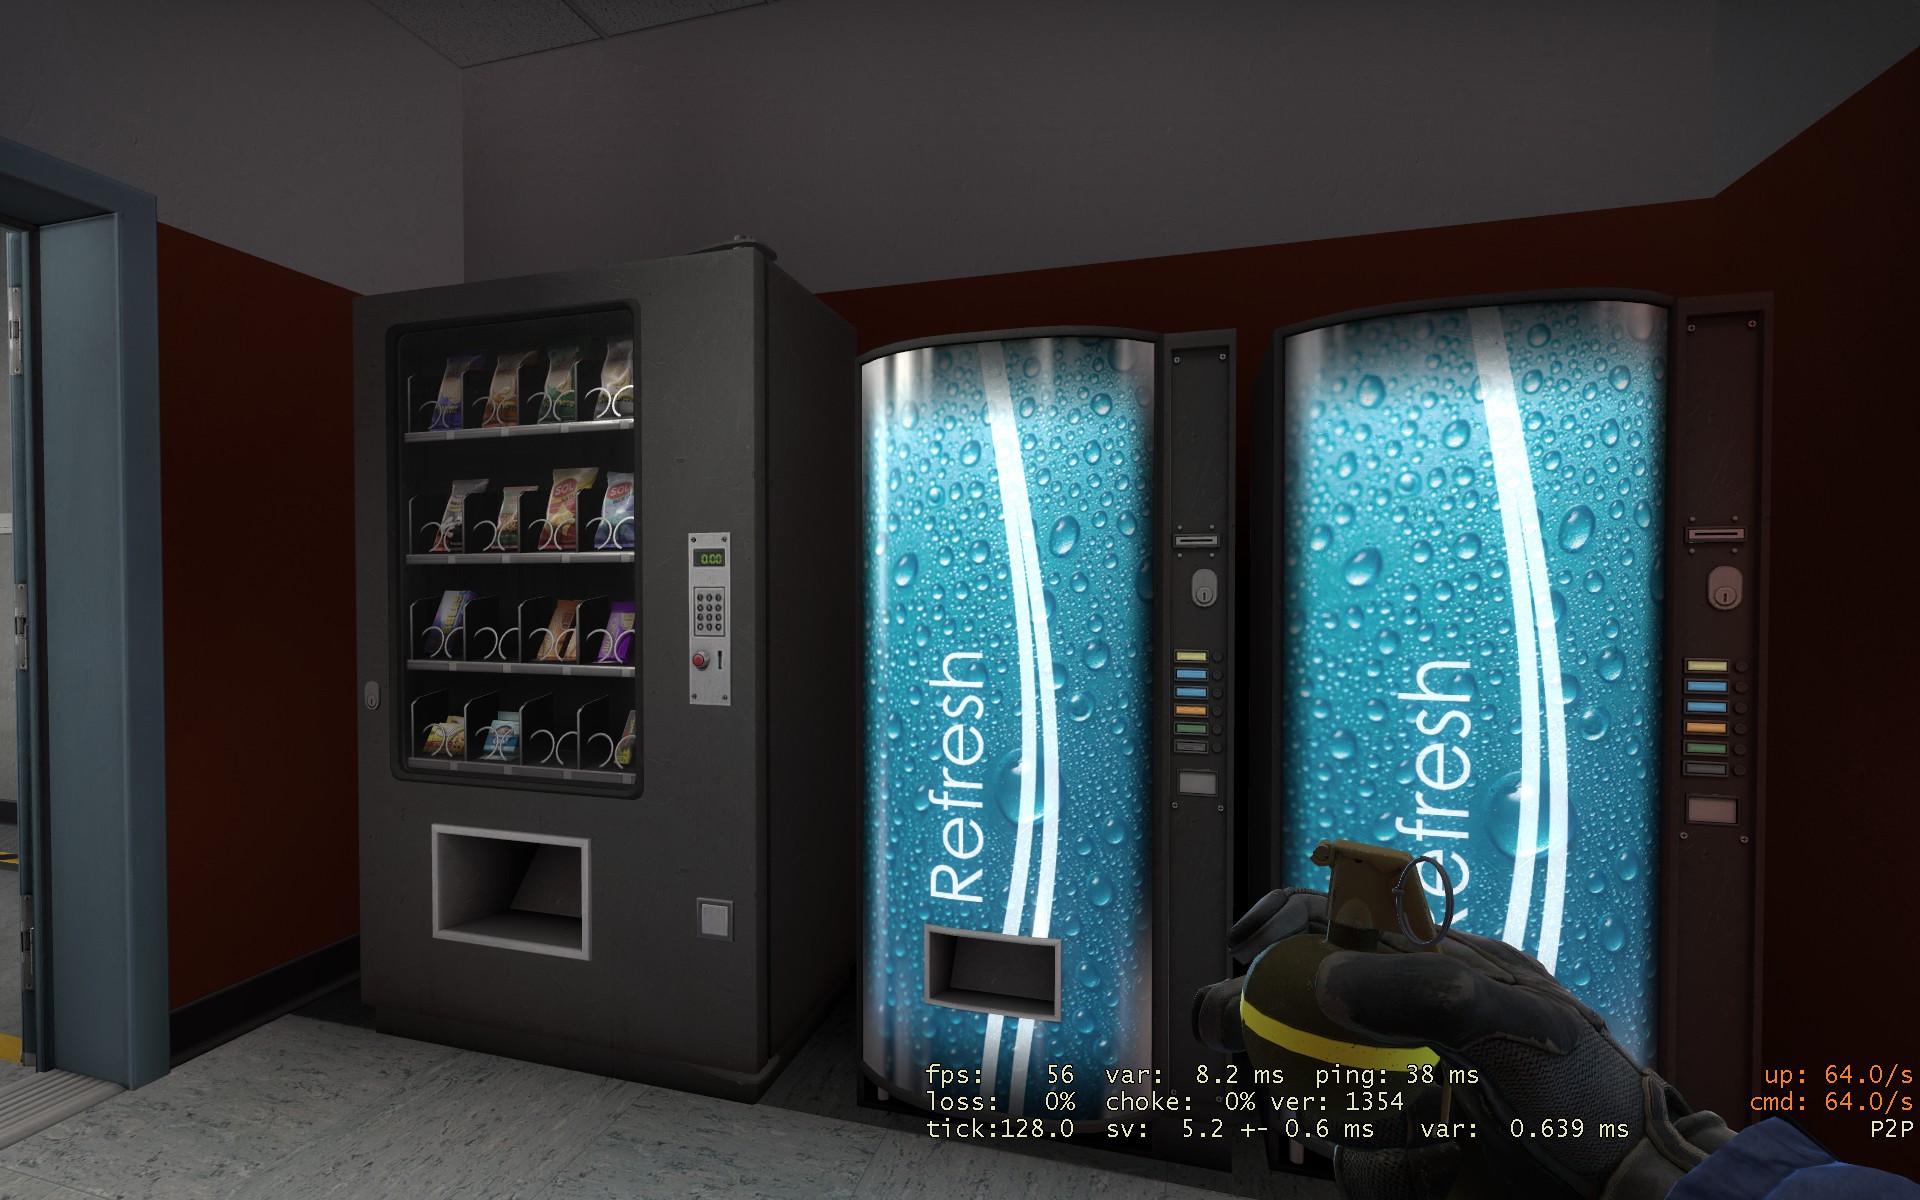 SOL
SOL
0.00
Refresh
Refresh
fps: 56 var: 8.2 ms ping: 38 ms
loss: 0% choke: 0% ver: 1354
tick:128.0 sv: 5.2 +- 0.6 ms var: 0.639 ms
up: 64.0/s
cmd: 64.0/s
P2P